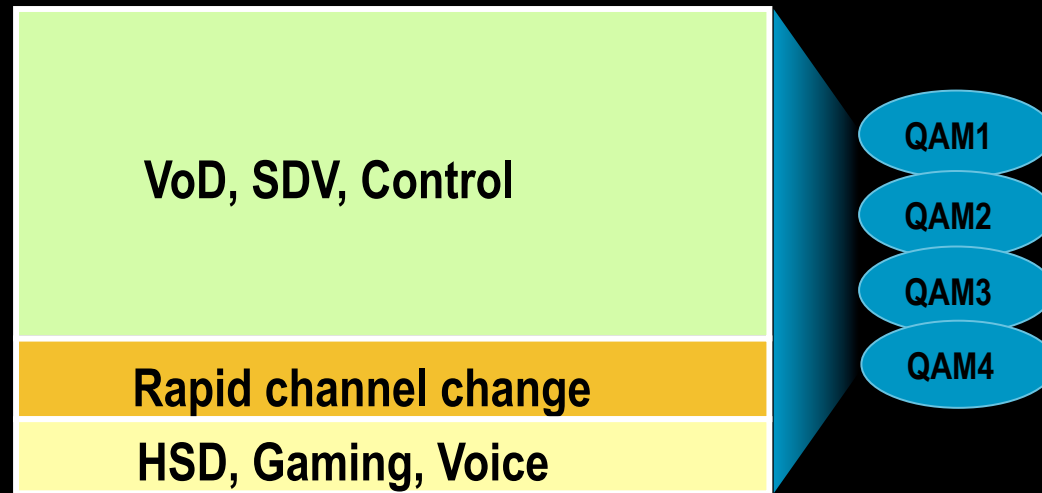 VoD, SDV, Control
Rapid channel change
HSD, Gaming, Voice
QAM1
QAM2
QAM3
QAM4